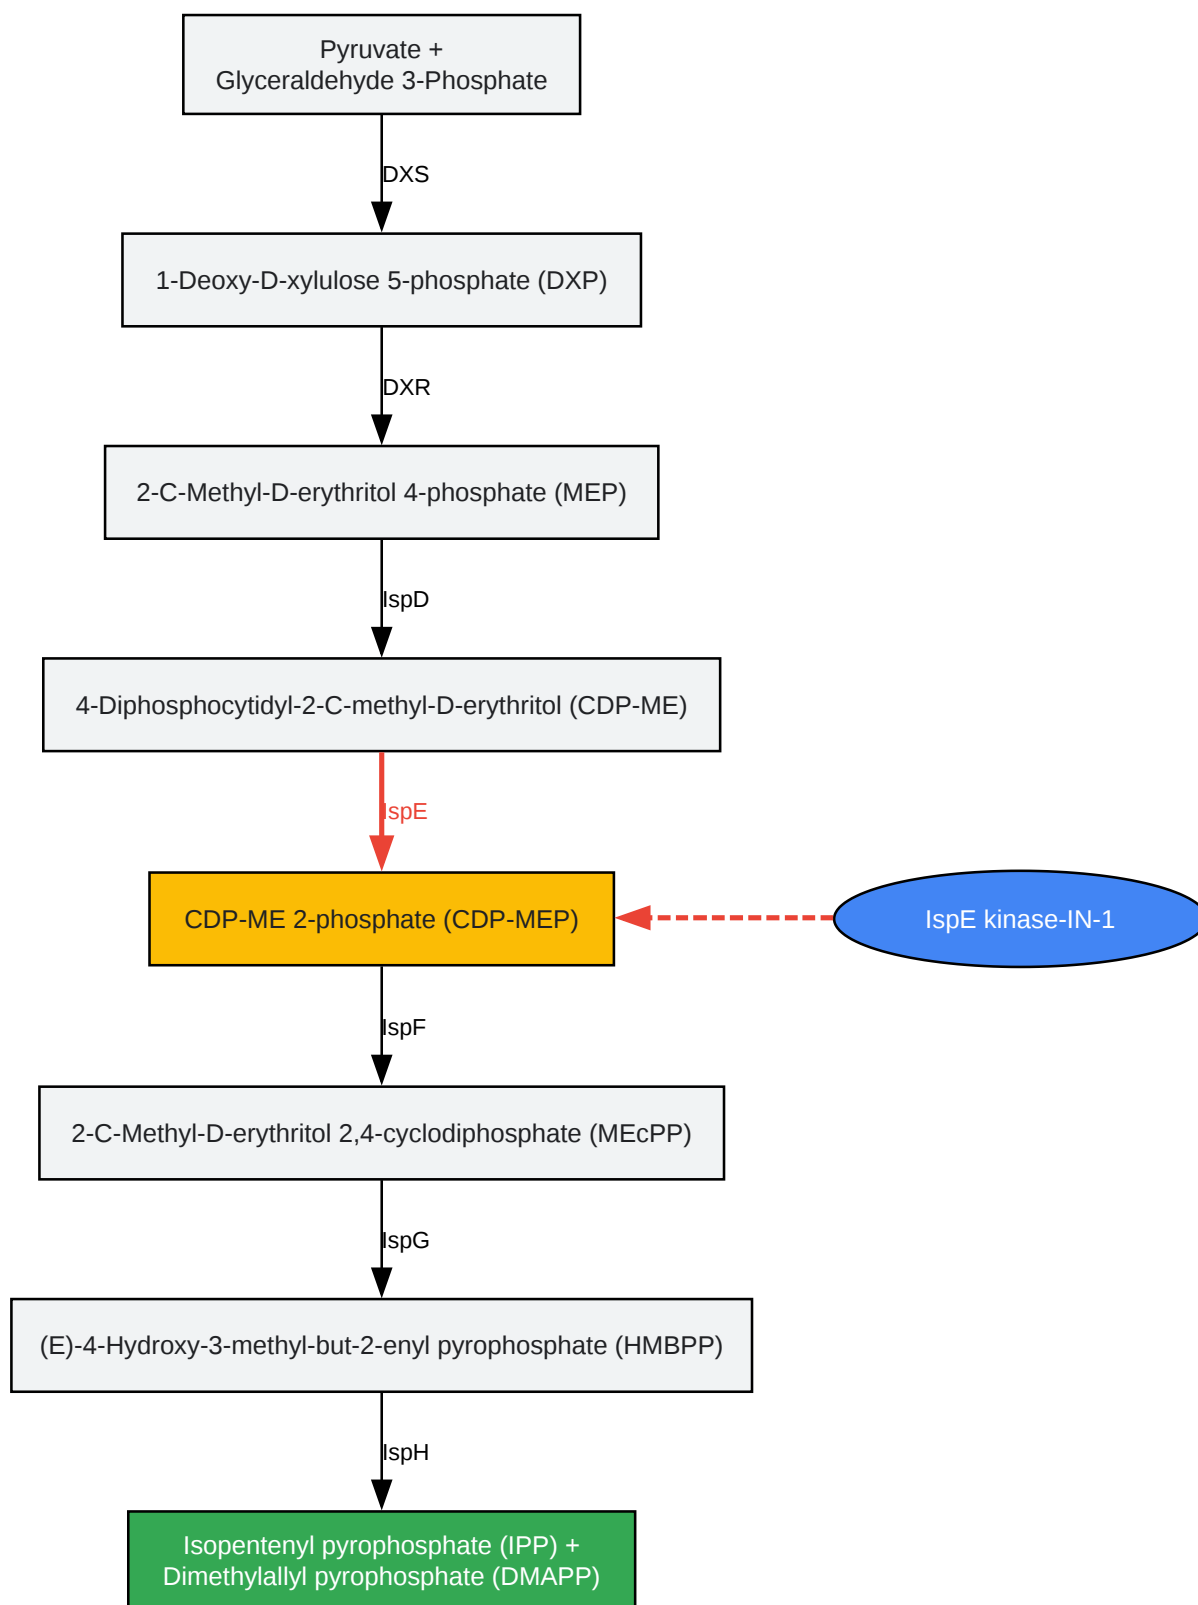 Pyruvate +
Glyceraldehyde 3-Phosphate
DXS
1-Deoxy-D-xylulose 5-phosphate (DXP)
DXR
2-C-Methyl-D-erythritol 4-phosphate (MEP)
IspD
4-Diphosphocytidyl-2-C-methyl-D-erythritol (CDP-ME)
IspE
CDP-ME 2-phosphate (CDP-MEP)
IspE kinase-IN-1
IspF
2-C-Methyl-D-erythritol 2,4-cyclodiphosphate (MEcPP)
IspG
(E)-4-Hydroxy-3-methyl-but-2-enyl pyrophosphate (HMBPP)
IspH
Isopentenyl pyrophosphate (IPP) +
Dimethylallyl pyrophosphate (DMAPP)